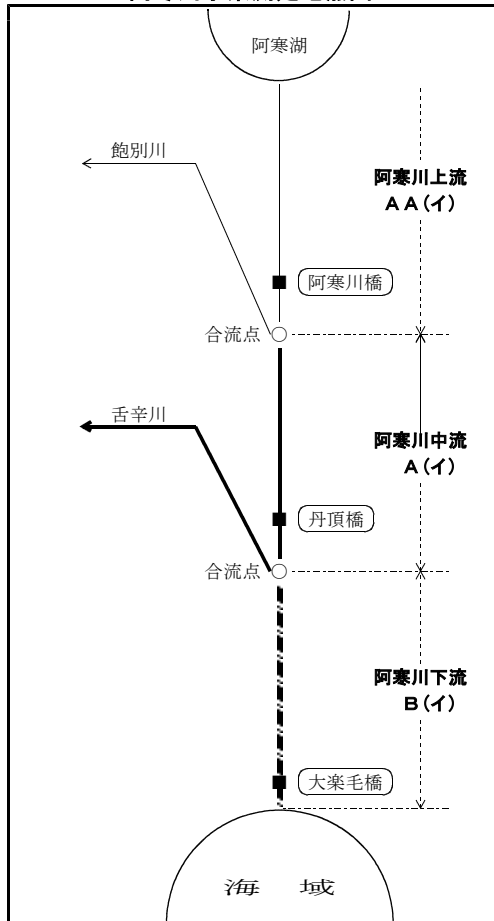 阿寒湖
飽別川
阿寒川上流
AA(イ)
阿寒川橋
合流点
舌辛川
阿寒川中流
A(イ)
丹頂橋
合流点
阿寒川下流
B(イ)
大楽毛橋
海 域